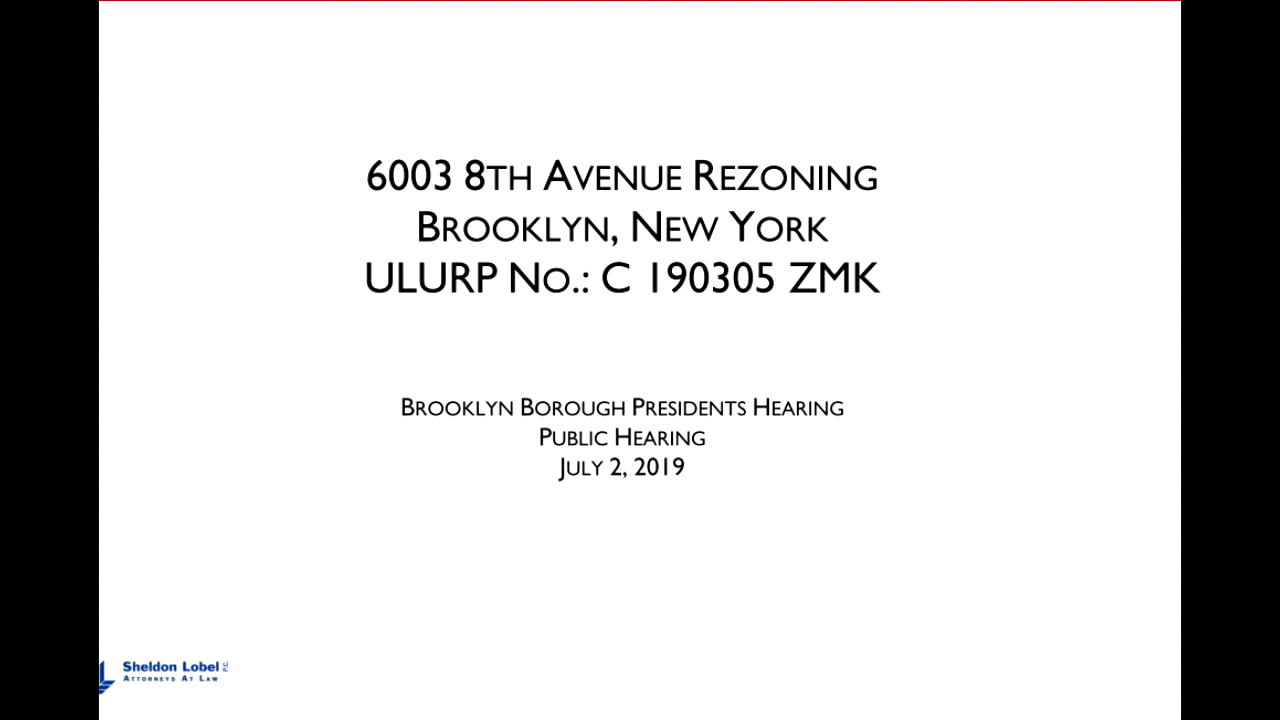 6003 8TH AVENUE REZONING
BROOKLYN, NEW YORK
ULURP NO.: C 190305 ZMK
BROOKLYN BOROUGH PRESIDENTS HEARING
PUBLIC HEARING
JULY 2, 2019
Sheldon Lobel P.C.
ATTORNEYS AT LAW